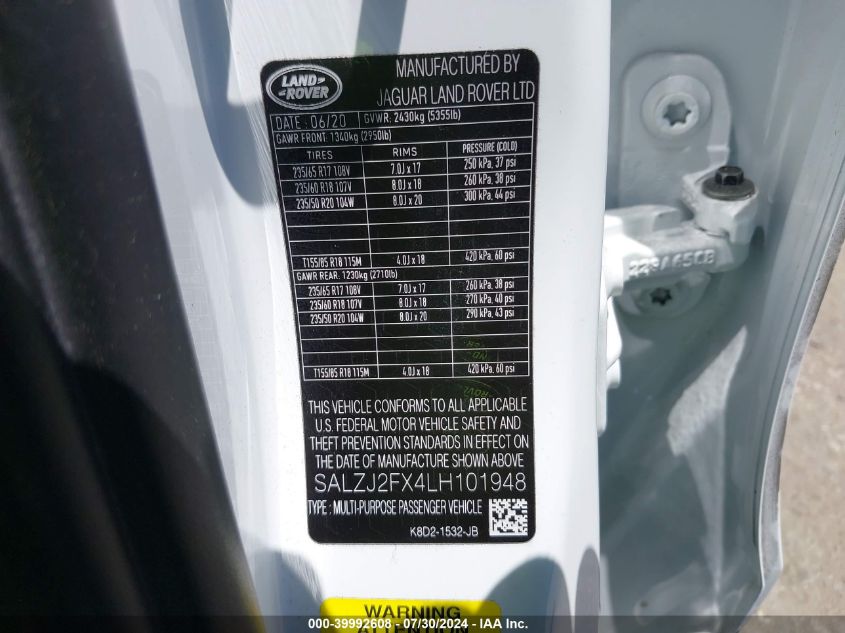 LAND ROVER
MANUFACTURED BY
JAGUAR LAND ROVER LTD
DATE : 06/20 GVWR: 2430kg (5355lb)
GAWR FRONT: 1340kg (2950lb)
TIRES RIMS PRESSURE (COLD)
235/65 R17 108V 7.0J x 17 250 kPa, 37 psi
235/60 R18 107V 8.0J x 18 260 kPa, 38 psi
235/50 R20 104W 8.0J x 20 300 kPa, 44 psi
T155/85 R18 115M 4.0J x 18 420 kPa, 60 psi
GAWR REAR: 1230kg (2710lb)
235/65 R17 108V 7.0J x 17 260 kPa, 38 psi
235/60 R18 107V 8.0J x 18 270 kPa, 40 psi
235/50 R20 104W 8.0J x 20 290 kPa, 43 psi
T155/85 R18 115M 4.0J x 18 420 kPa, 60 psi
THIS VEHICLE CONFORMS TO ALL APPLICABLE
U.S. FEDERAL MOTOR VEHICLE SAFETY AND
THEFT PREVENTION STANDARDS IN EFFECT ON
THE DATE OF MANUFACTURE SHOWN ABOVE
SALZJ2FX4LH101948
TYPE : MULTI-PURPOSE PASSENGER VEHICLE
K8D2-1532-JB
WARNING
ATTENTION
000-39992608 - 07/30/2024 - IAA Inc.